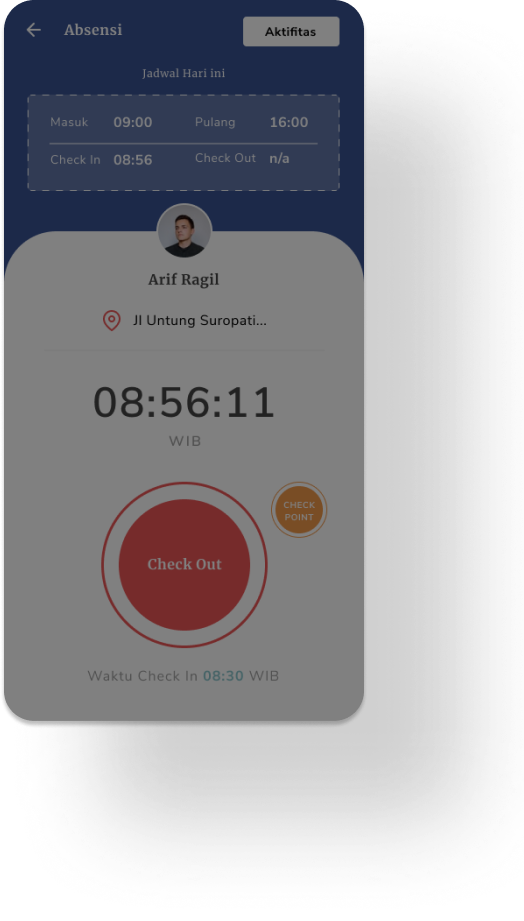 Absensi
Aktifitas
Jadwal Hari ini
Masuk 09:00 Pulang 16:00
Check In 08:56 Check Out n/a
Arif Ragil
Jl Untung Suropati...
08:56:11
WIB
CHECK
POINT
Check Out
Waktu Check In 08:30 WIB